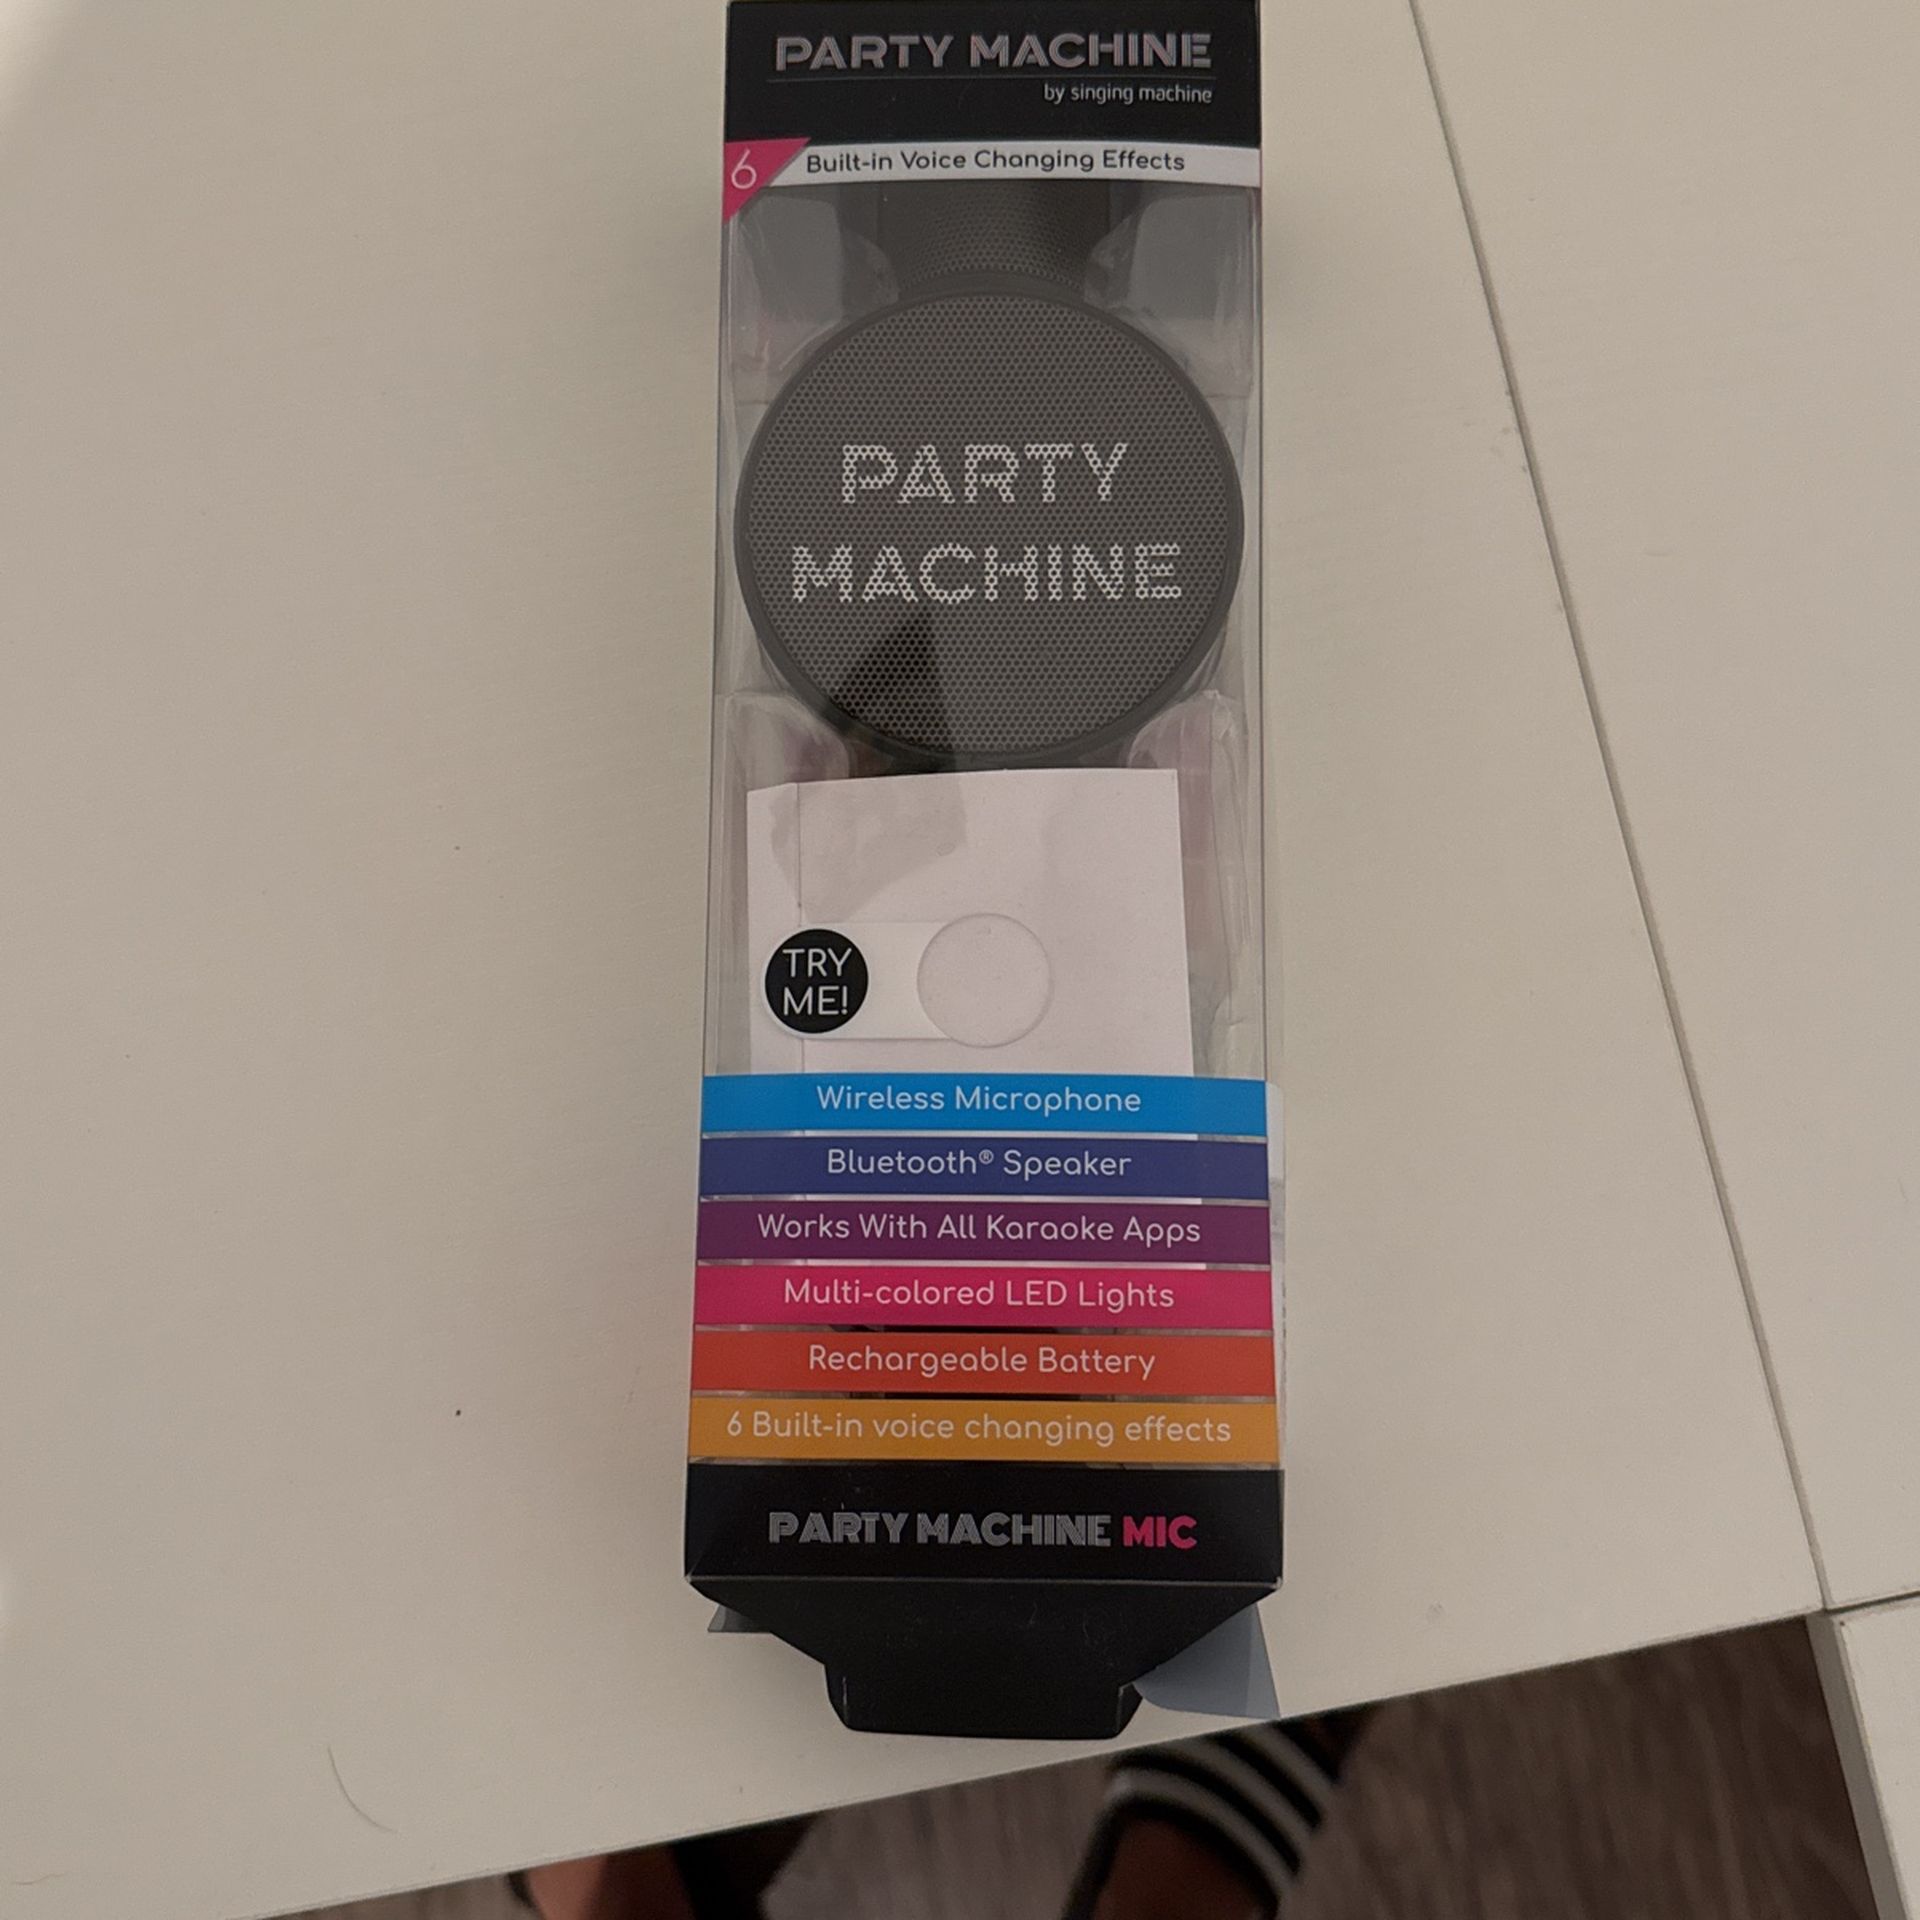 PARTY MACHINE
by singing machine
6 Built-in Voice Changing Effects
PARTY
MACHINE
TRY
ME!
Wireless Microphone
Bluetooth® Speaker
Works With All Karaoke Apps
Multi-colored LED Lights
Rechargeable Battery
6 Built-in voice changing effects
PARTY MACHINE MIC